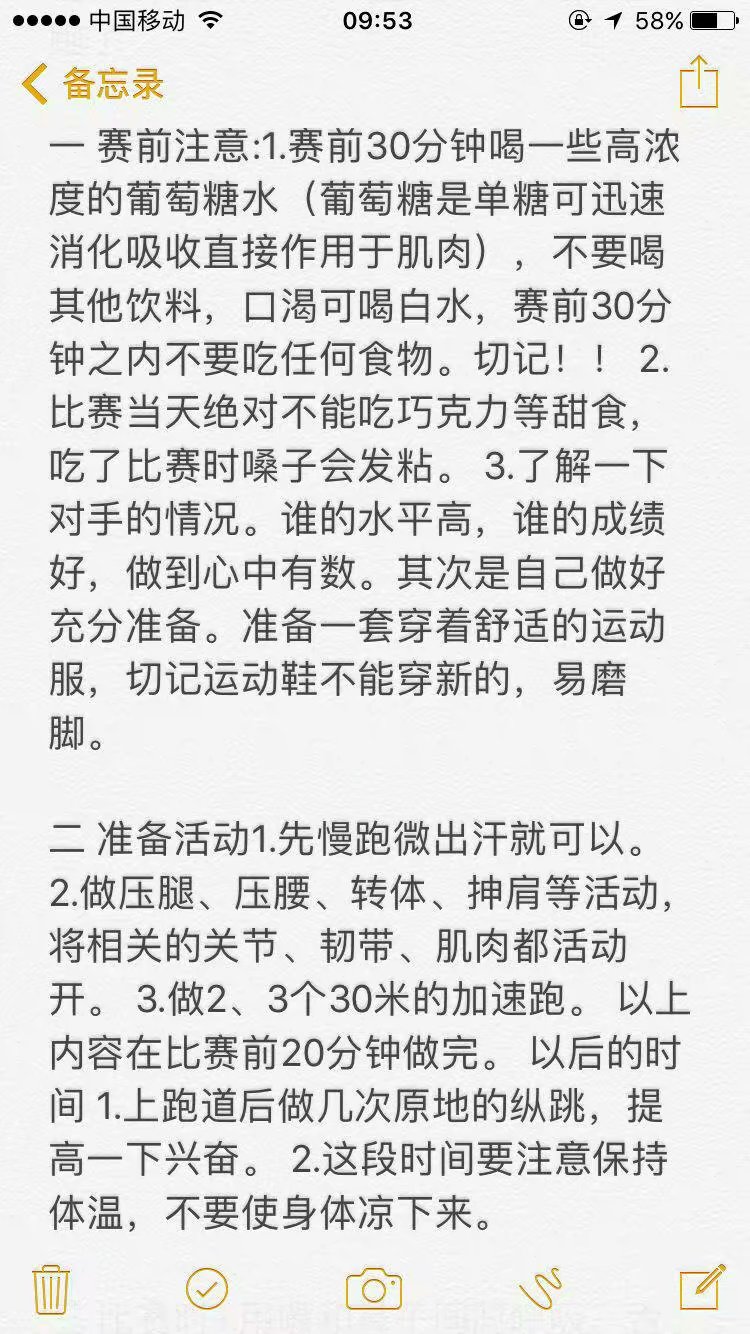 中国移动 09:53 58%
备忘录
一 赛前注意:1.赛前30分钟喝一些高浓
度的葡萄糖水（葡萄糖是单糖可迅速
消化吸收直接作用于肌肉），不要喝
其他饮料，口渴可喝白水，赛前30分
钟之内不要吃任何食物。切记！！ 2.
比赛当天绝对不能吃巧克力等甜食，
吃了比赛时嗓子会发粘。 3.了解一下
对手的情况。谁的水平高，谁的成绩
好，做到心中有数。其次是自己做好
充分准备。准备一套穿着舒适的运动
服，切记运动鞋不能穿新的，易磨
脚。
二 准备活动1.先慢跑微出汗就可以。
2.做压腿、压腰、转体、抻肩等活动，
将相关的关节、韧带、肌肉都活动
开。 3.做2、3个30米的加速跑。 以上
内容在比赛前20分钟做完。 以后的时
间 1.上跑道后做几次原地的纵跳，提
高一下兴奋。 2.这段时间要注意保持
体温，不要使身体凉下来。